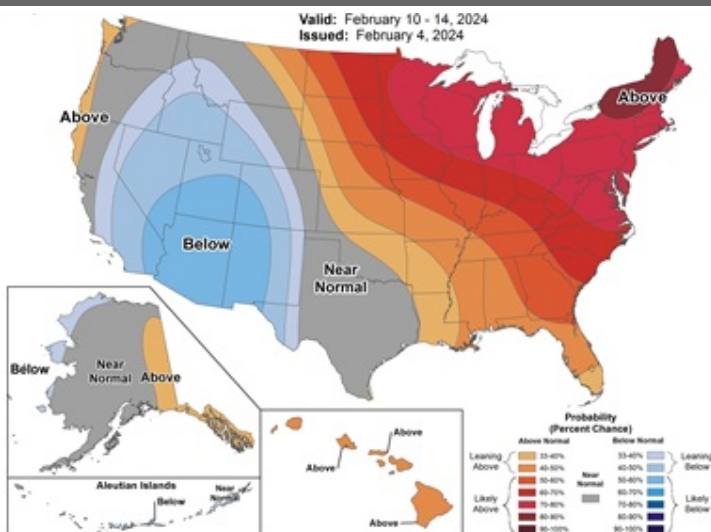 Valid: February 10 - 14, 2024
Issued: February 4, 2024
Above
Above
Below
Near
Normal
Below
Near
Normal
Above
Aleutian Islands
Below
Near
Normal
Above
Above
Above
Probability
(Percent Chance)
Above Normal
Below Normal
Leaning
Above
33-40%
40-50%
Near
Normal
33-40%
40-50%
Leaning
Below
Likely
Above
50-60%
60-70%
70-80%
80-90%
90-100%
50-60%
60-70%
70-80%
80-90%
90-100%
Likely
Below